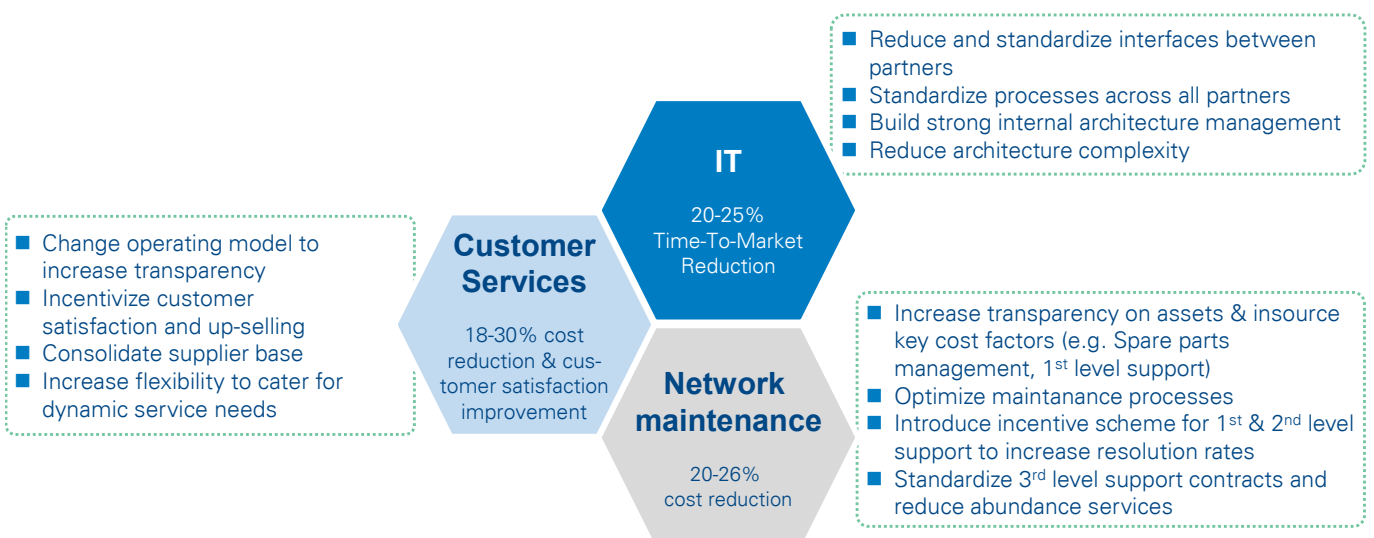 ■ Reduce and standardize interfaces between
partners
■ Standardize processes across all partners
■ Build strong internal architecture management
■ Reduce architecture complexity
IT
20-25%
Time-To-Market
Reduction
■ Change operating model to
increase transparency
■ Incentivize customer
satisfaction and up-selling
■ Consolidate supplier base
■ Increase flexibility to cater for
dynamic service needs
Customer
Services
18-30% cost
reduction & cus-
tomer satisfaction
improvement
Network
maintenance
20-26%
cost reduction
■ Increase transparency on assets & insource
key cost factors (e.g. Spare parts
management, 1st level support)
■ Optimize maintanance processes
■ Introduce incentive scheme for 1st & 2nd level
support to increase resolution rates
■ Standardize 3rd level support contracts and
reduce abundance services